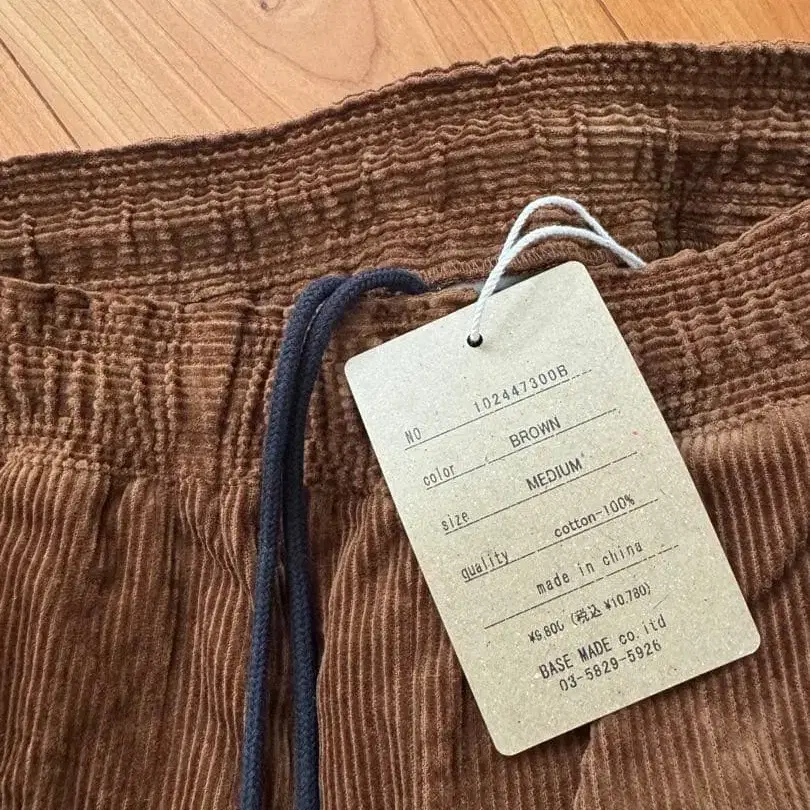 NO 102447300B
color BROWN
size MEDIUM
quality cotton-100%
made in china
¥9,800 (税込 ¥10,780)
BASE MADE co. ltd
03-5829-5926